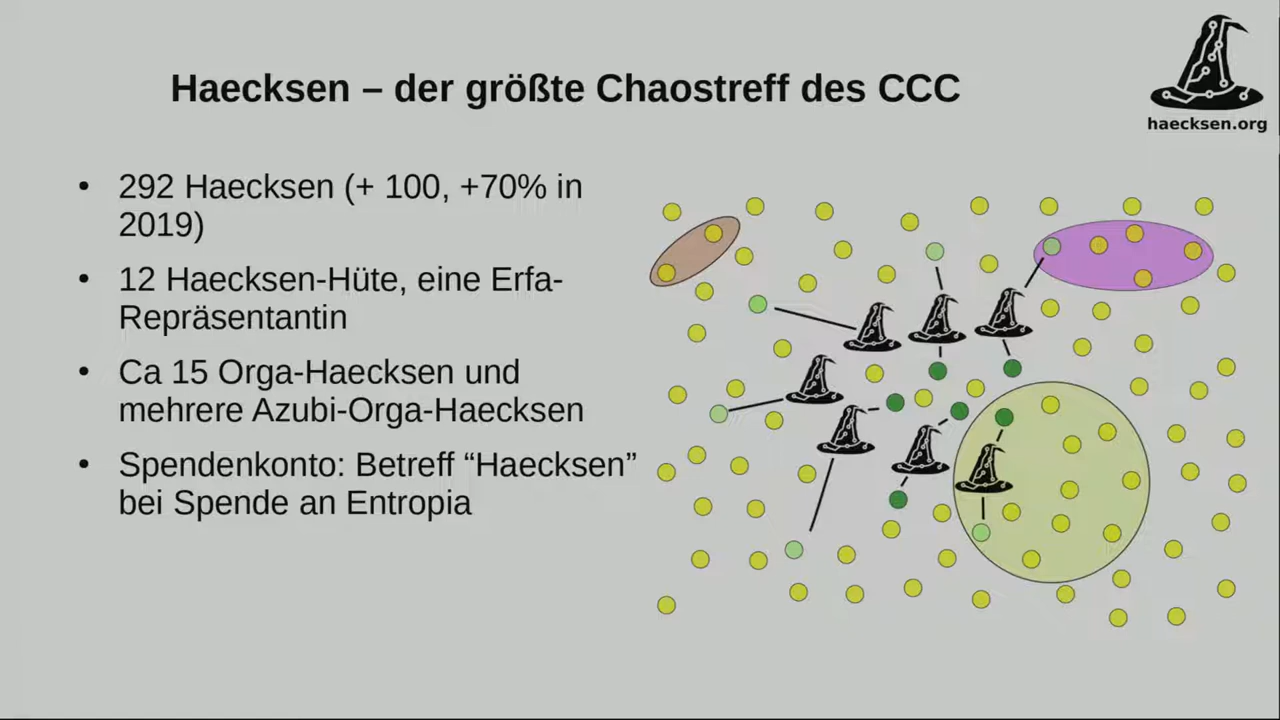 Haecksen – der größte Chaostreff des CCC
haecksen.org
• 292 Haecksen (+ 100, +70% in
2019)
• 12 Haecksen-Hüte, eine Erfa-
Repräsentantin
• Ca 15 Orga-Haecksen und
mehrere Azubi-Orga-Haecksen
• Spendenkonto: Betreff “Haecksen”
bei Spende an Entropia